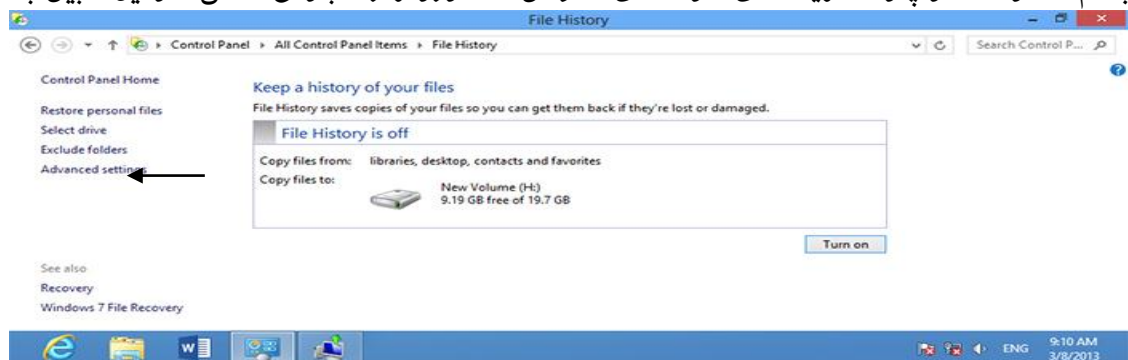 File History
Control Panel › All Control Panel Items › File History
Search Control P...
Control Panel Home
Restore personal files
Select drive
Exclude folders
Advanced settings
Keep a history of your files
File History saves copies of your files so you can get them back if they're lost or damaged.
File History is off
Copy files from: libraries, desktop, contacts and favorites
Copy files to:
New Volume (H:)
9.19 GB free of 19.7 GB
Turn on
See also
Recovery
Windows 7 File Recovery
ENG
9:10 AM
3/8/2013